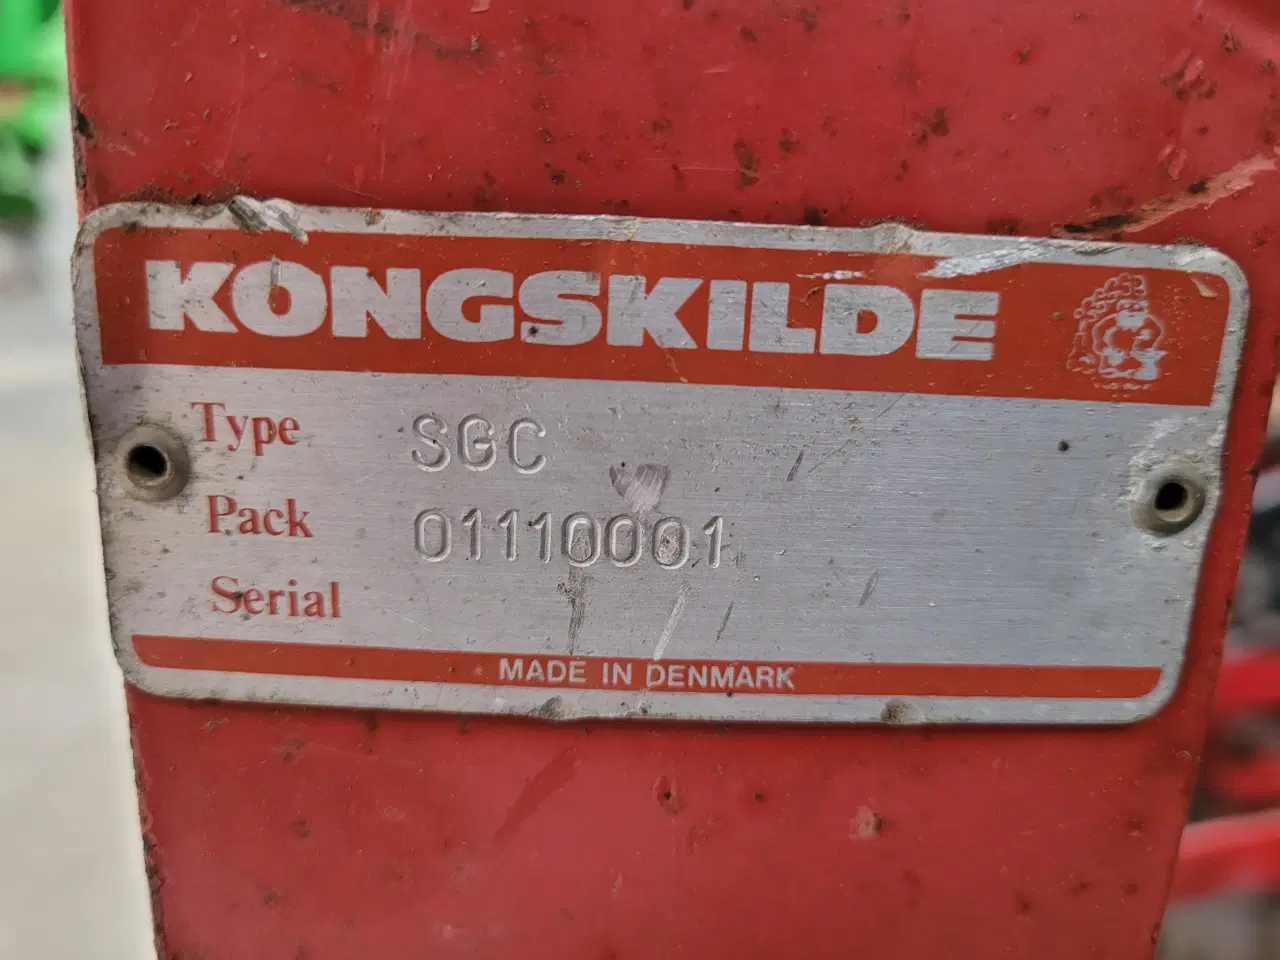 KONGSKILDE
Type SGC
Pack 01110001
Serial
MADE IN DENMARK